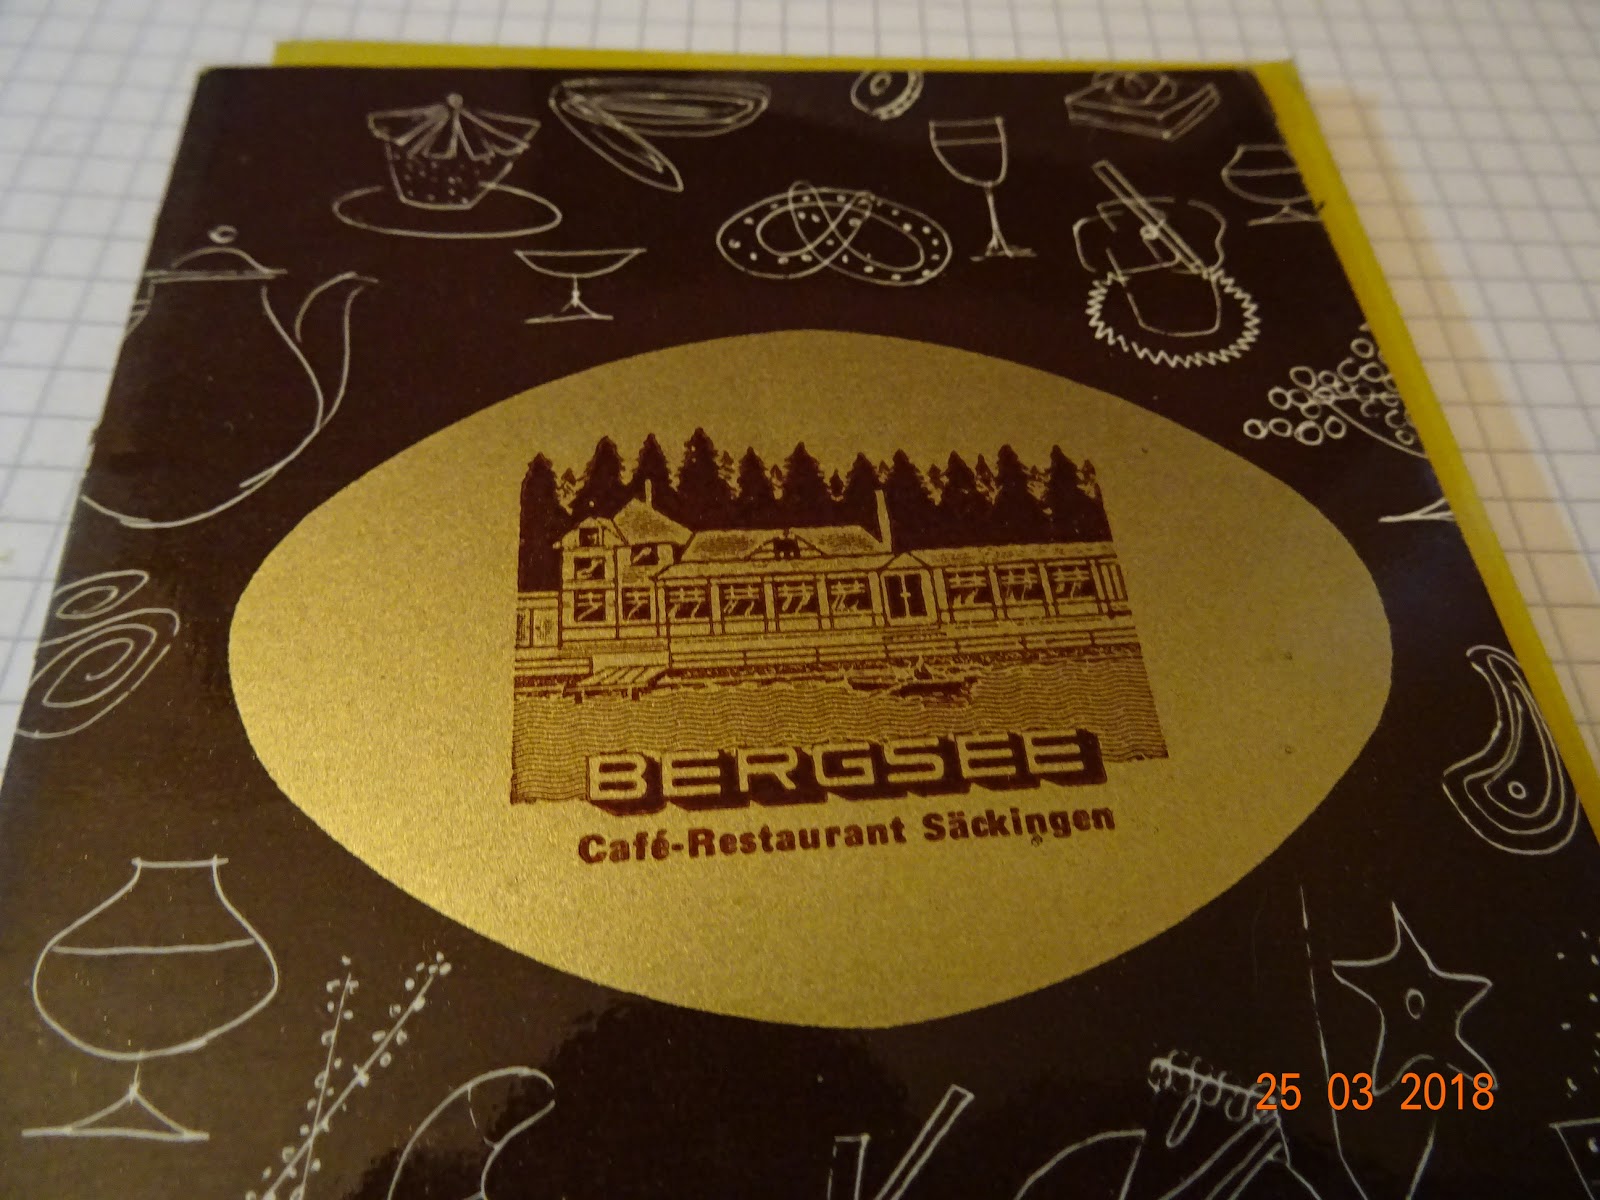 BERGSEE
Café-Restaurant Säckingen
25 03 2018